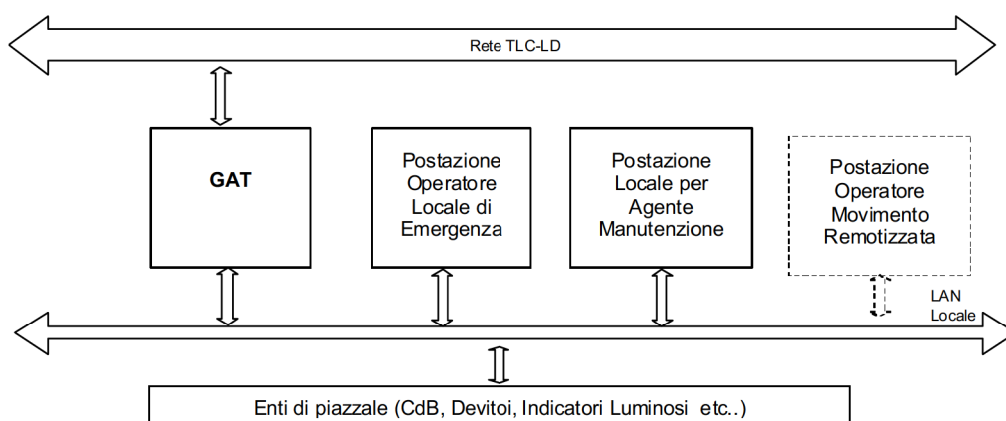 Rete TLC-LD
GAT
Postazione
Operatore
Locale di
Emergenza
Postazione
Locale per
Agente
Manutenzione
Postazione
Operatore
Movimento
Remotizzata
LAN
Locale
Enti di piazzale (CdB, Devitoi, Indicatori Luminosi etc..)